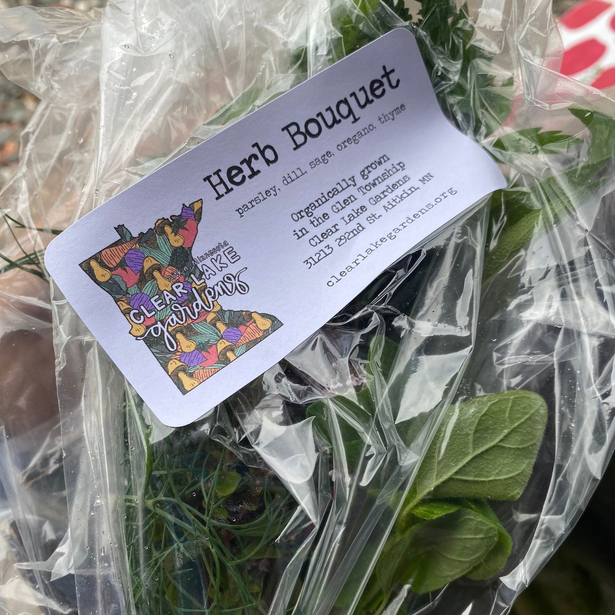 Herb Bouquet
parsley, dill, sage, oregano, thyme
Organically grown
in the Glen Township
Clear Lake Gardens
31213 292nd St. Aitkin, MN
clearlakegardens.org
Minnesota
CLEAR LAKE
gardens